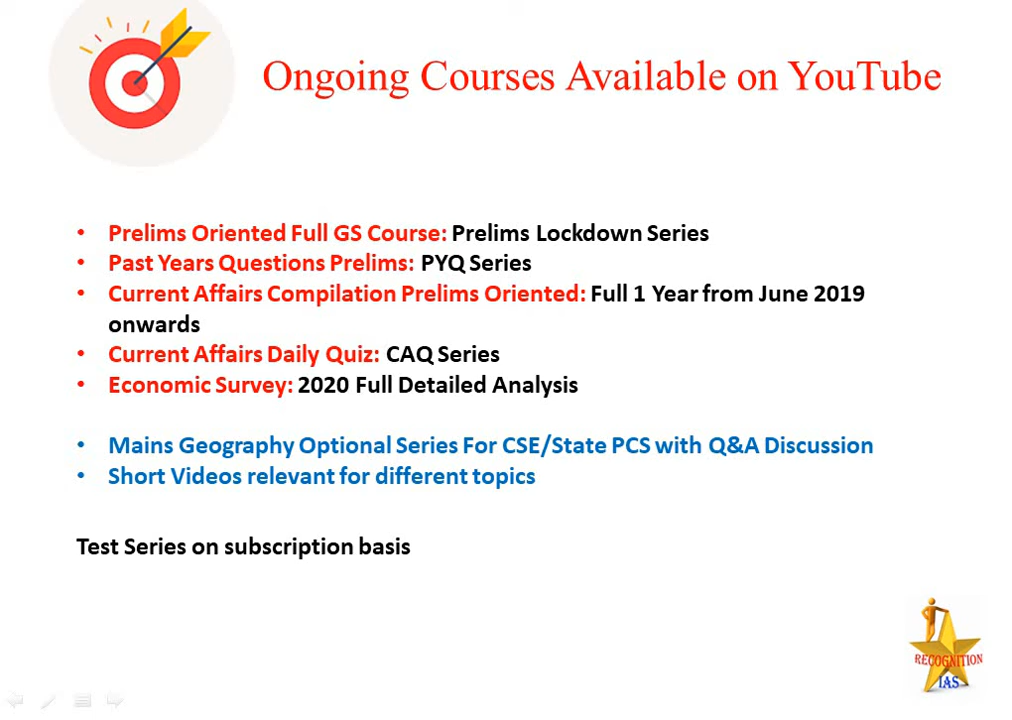 Ongoing Courses Available on YouTube
• Prelims Oriented Full GS Course: Prelims Lockdown Series
• Past Years Questions Prelims: PYQ Series
• Current Affairs Compilation Prelims Oriented: Full 1 Year from June 2019
onwards
• Current Affairs Daily Quiz: CAQ Series
• Economic Survey: 2020 Full Detailed Analysis
• Mains Geography Optional Series For CSE/State PCS with Q&A Discussion
• Short Videos relevant for different topics
Test Series on subscription basis
RECOGNITION
IAS